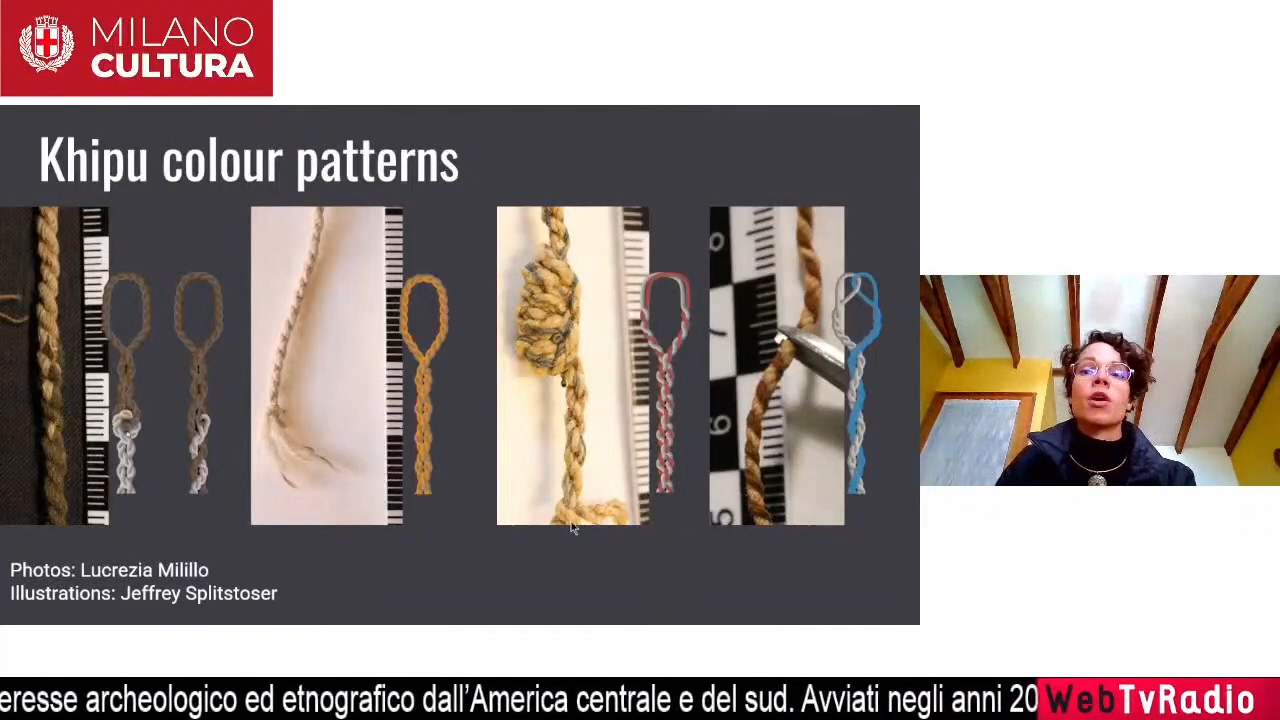 MILANO
CULTURA
Khipu colour patterns
Photos: Lucrezia Milillo
Illustrations: Jeffrey Splitstoser
eresse archeologico ed etnografico dall'America centrale e del sud. Avviati negli anni 20
WebTvRadio